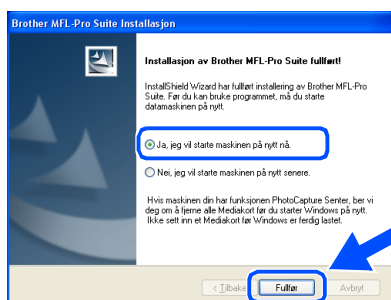 Brother MFL-Pro Suite Installasjon
Installasjon av Brother MFL-Pro Suite fullført!
InstallShield Wizard har fullført installering av Brother MFL-Pro
Suite. Før du kan bruke programmet, må du starte
datamaskinen på nytt.
Ja, jeg vil starte maskinen på nytt nå.
Nei, jeg vil starte maskinen på nytt senere.
Hvis maskinen din har funksjonen PhotoCapture Senter, ber vi
deg om å fjerne alle Mediakort før du starter Windows på nytt.
Ikke sett inn et Mediakort før Windows er ferdig lastet.
< Tilbake Fullfør Avbryt